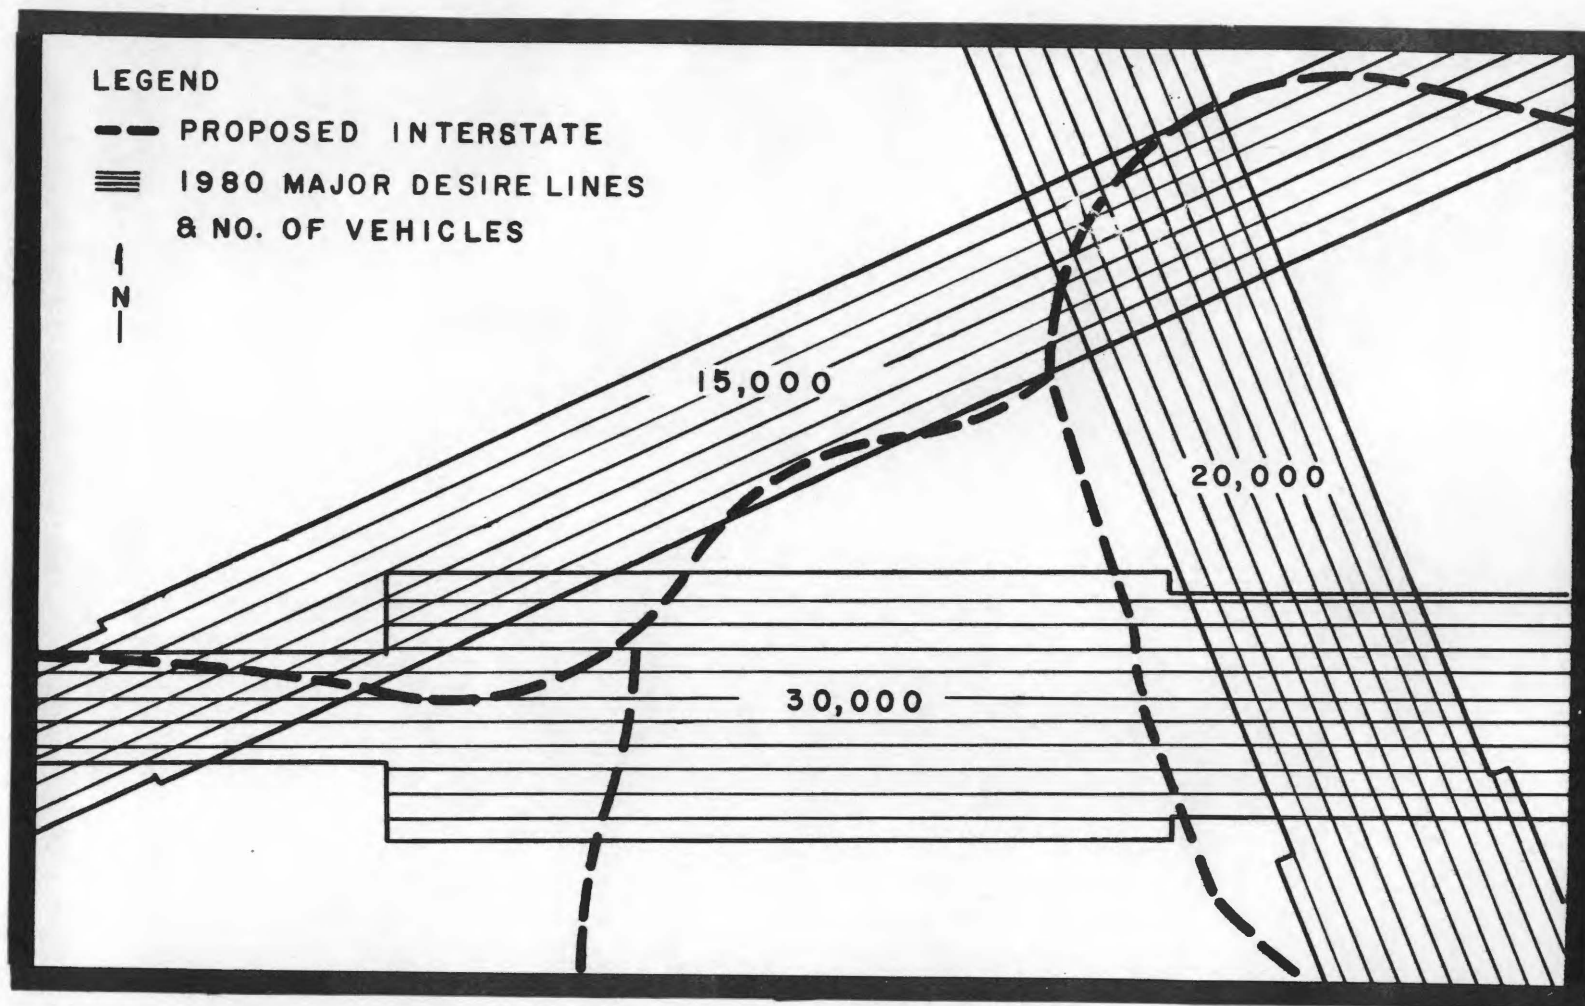 LEGEND
PROPOSED INTERSTATE
1980 MAJOR DESIRE LINES
& NO. OF VEHICLES
N
15,000
20,000
30,000